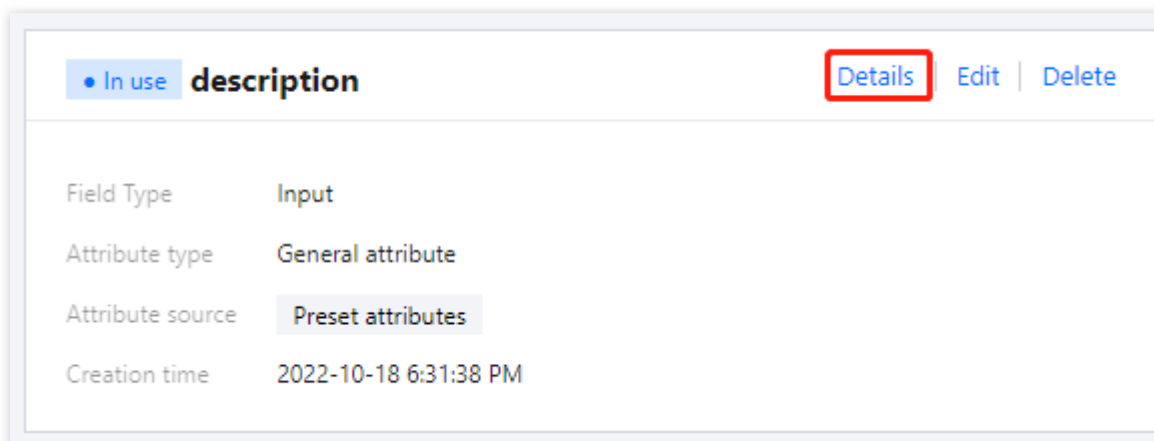 • In use description Details | Edit | Delete
Field Type Input
Attribute type General attribute
Attribute source Preset attributes
Creation time 2022-10-18 6:31:38 PM